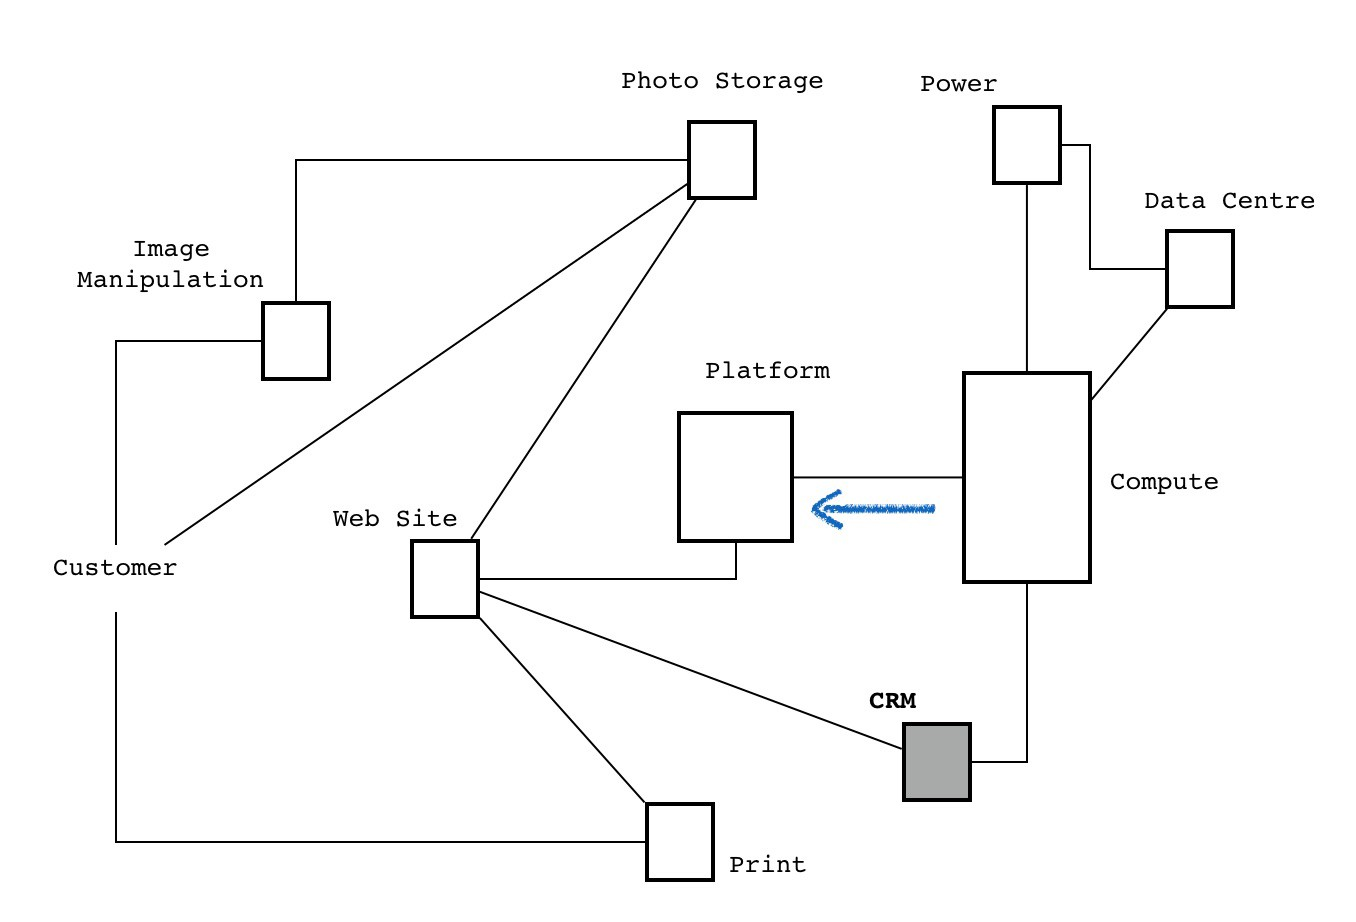 Photo Storage
Power
Data Centre
Image
Manipulation
Platform
Compute
Web Site
Customer
CRM
Print